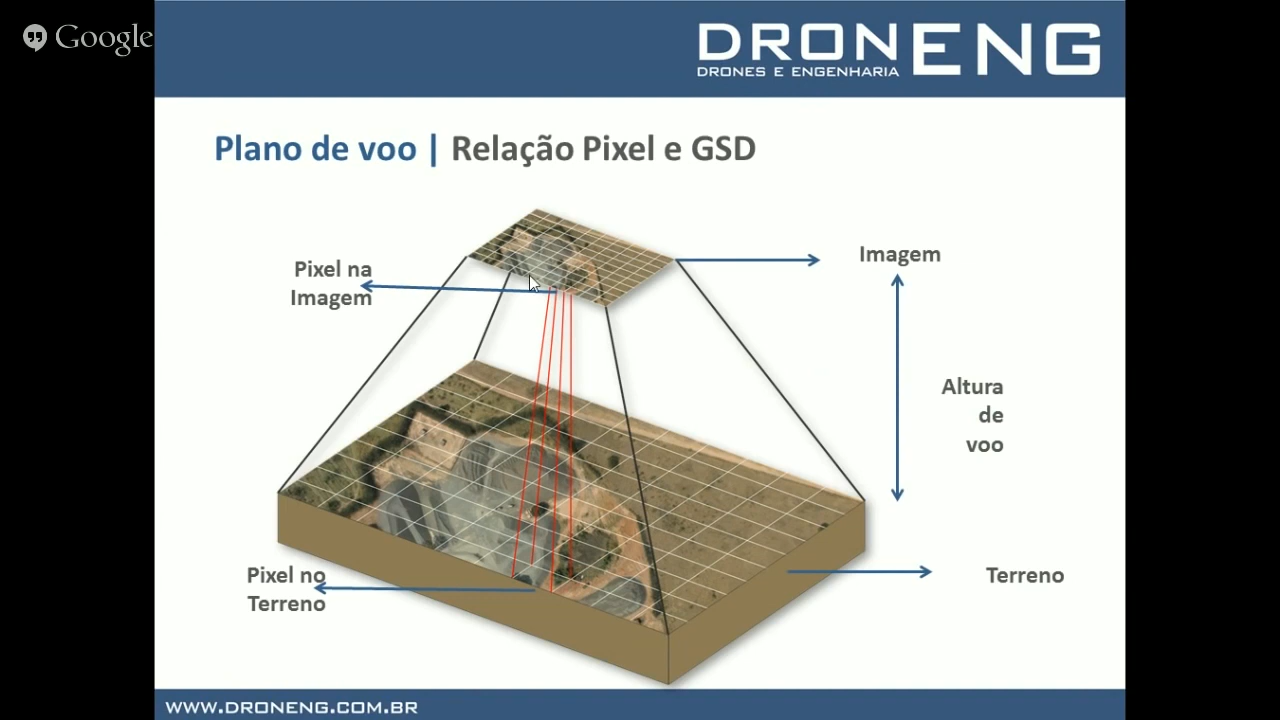 Google
DRONENG
DRONES E ENGENHARIA
Plano de voo | Relação Pixel e GSD
Imagem
Pixel na
Imagem
Altura
de
voo
Pixel no
Terreno
Terreno
WWW.DRONENG.COM.BR